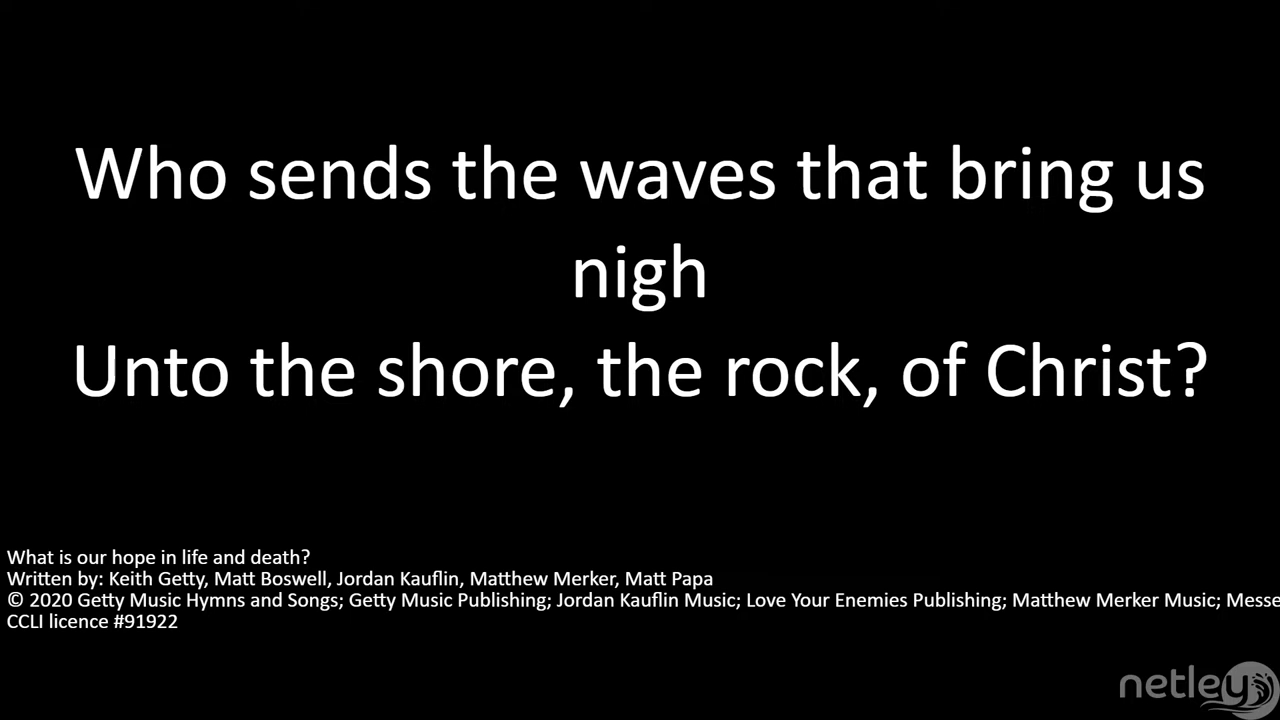 Who sends the waves that bring us
nigh
Unto the shore, the rock, of Christ?
What is our hope in life and death?
Written by: Keith Getty, Matt Boswell, Jordan Kauflin, Matthew Merker, Matt Papa
© 2020 Getty Music Hymns and Songs; Getty Music Publishing; Jordan Kauflin Music; Love Your Enemies Publishing; Matthew Merker Music; Messe
CCLI licence #91922
netley